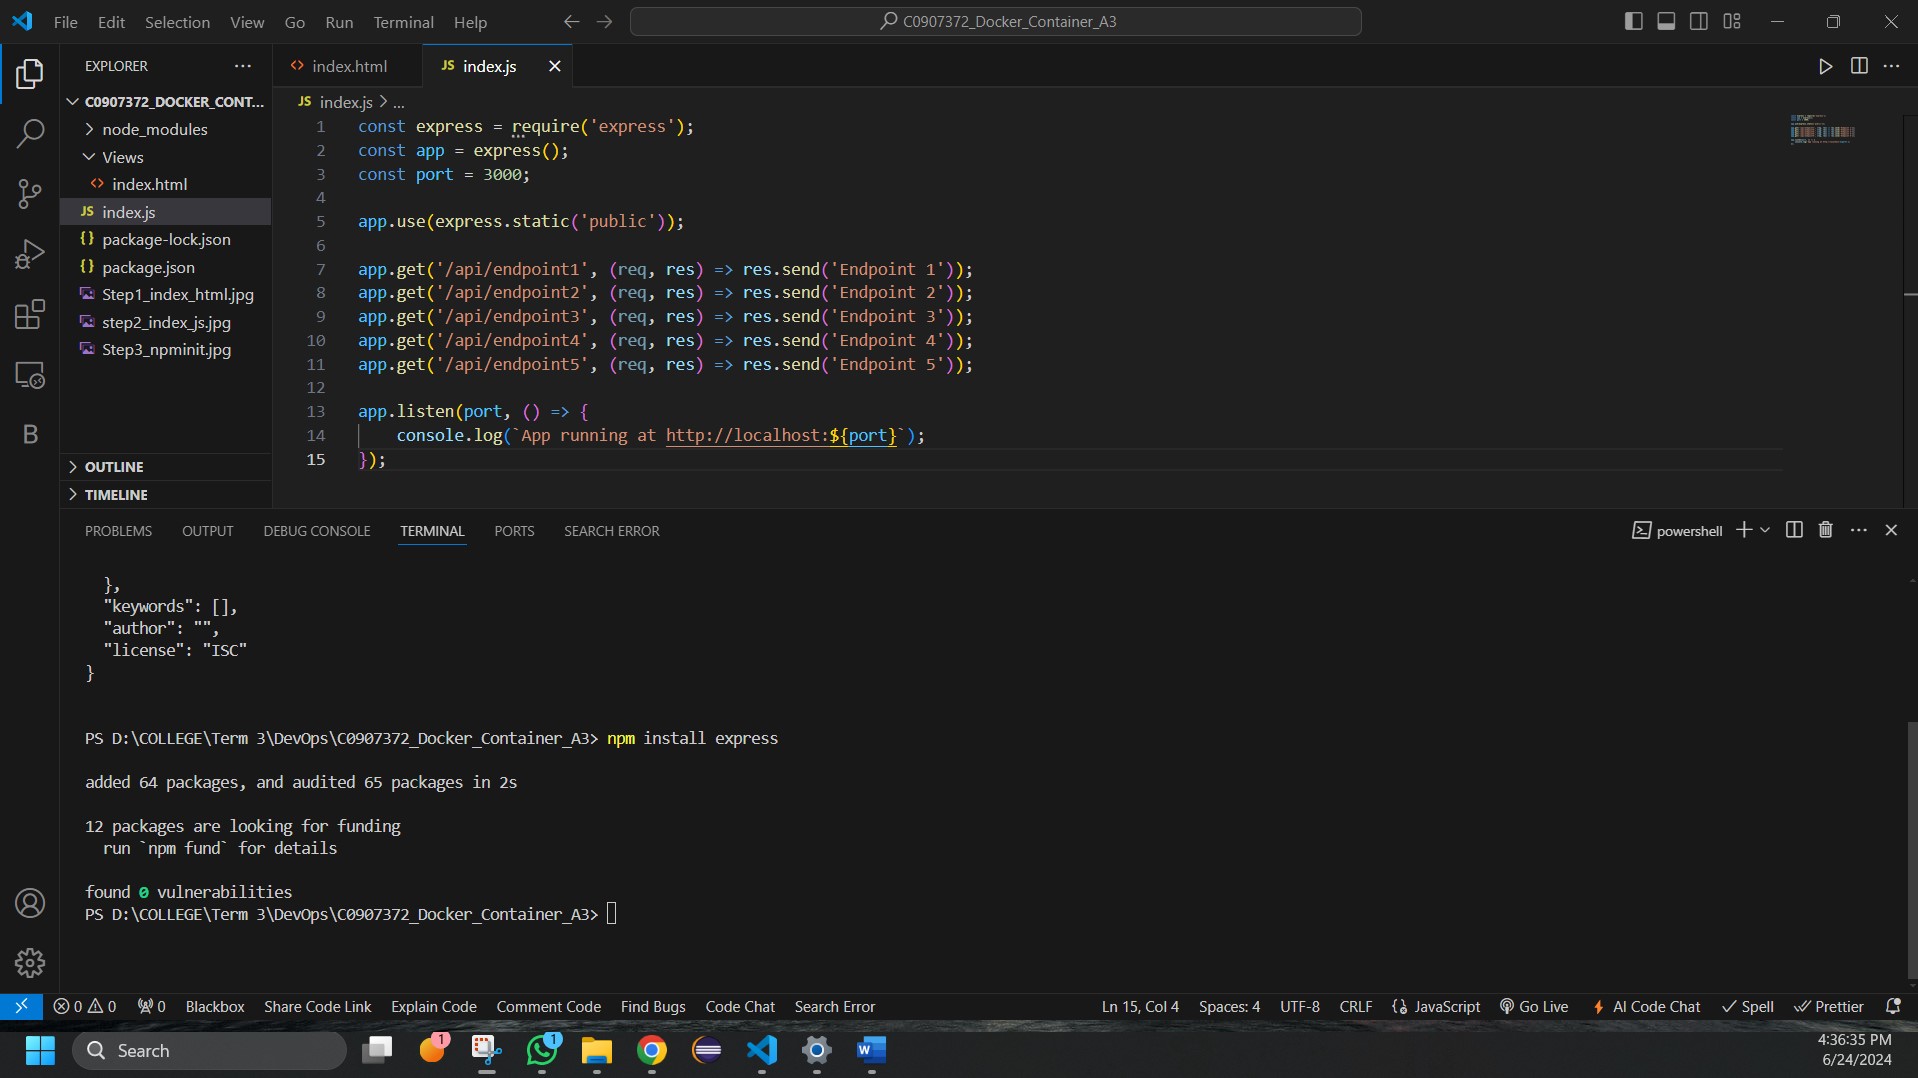 File Edit Selection View Go Run Terminal Help
C0907372_Docker_Container_A3
EXPLORER
C0907372_DOCKER_CONT...
node_modules
Views
index.html
JS index.js
{} package-lock.json
{} package.json
Step1_index_html.jpg
step2_index_js.jpg
Step3_npminit.jpg
OUTLINE
TIMELINE
index.html
JS index.js
JS index.js > ...
1 const express = require('express');
2 const app = express();
3 const port = 3000;
4
5 app.use(express.static('public'));
6
7 app.get('/api/endpoint1', (req, res) => res.send('Endpoint 1'));
8 app.get('/api/endpoint2', (req, res) => res.send('Endpoint 2'));
9 app.get('/api/endpoint3', (req, res) => res.send('Endpoint 3'));
10 app.get('/api/endpoint4', (req, res) => res.send('Endpoint 4'));
11 app.get('/api/endpoint5', (req, res) => res.send('Endpoint 5'));
12
13 app.listen(port, () => {
14     console.log(`App running at http://localhost:${port}`);
15 });
PROBLEMS OUTPUT DEBUG CONSOLE TERMINAL PORTS SEARCH ERROR
powershell
},
"keywords": [],
"author": "",
"license": "ISC"
}
PS D:\COLLEGE\Term 3\DevOps\C0907372_Docker_Container_A3> npm install express
added 64 packages, and audited 65 packages in 2s
12 packages are looking for funding
run `npm fund` for details
found 0 vulnerabilities
PS D:\COLLEGE\Term 3\DevOps\C0907372_Docker_Container_A3>
0 0 0 Blackbox Share Code Link Explain Code Comment Code Find Bugs Code Chat Search Error
Ln 15, Col 4 Spaces: 4 UTF-8 CRLF {} JavaScript Go Live AI Code Chat Spell Prettier
Search
1
1
4:36:35 PM
6/24/2024